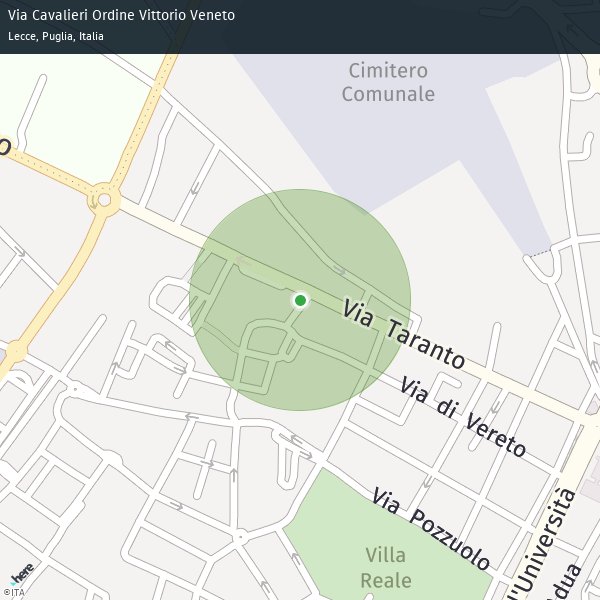 Via Cavalieri Ordine Vittorio Veneto
Lecce, Puglia, Italia
Cimitero
Comunale
o
Via Taranto
Via di Vereto
Via Pozzuolo
Villa
Reale
l'Università
dua
here
©ITA